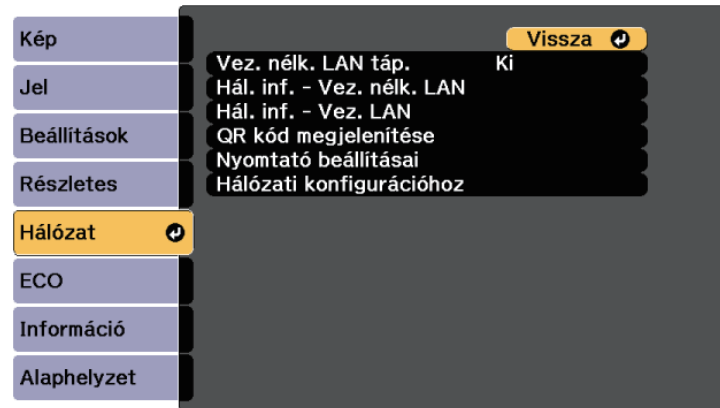 Kép
Jel
Beállítások
Részletes
Hálózat
ECO
Információ
Alaphelyzet
Vissza
Vez. nélk. LAN táp. Ki
Hál. inf. - Vez. nélk. LAN
Hál. inf. - Vez. LAN
QR kód megjelenítése
Nyomtató beállításai
Hálózati konfigurációhoz